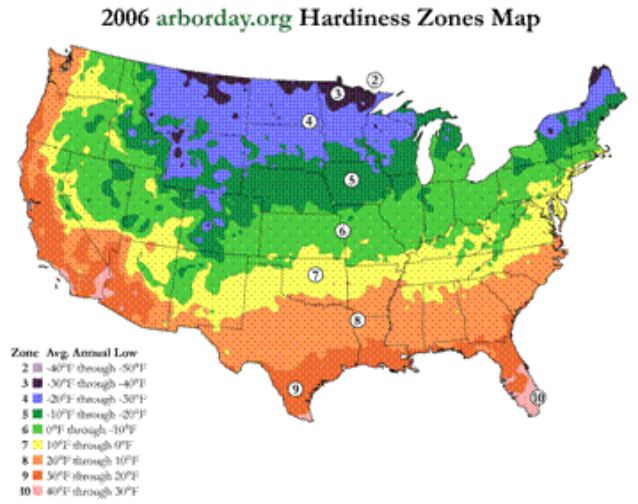 2006 arborday.org Hardiness Zones Map
2
3
4
5
6
7
8
9
10
Zone Avg. Annual Low
2 -40°F through -50°F
3 -30°F through -40°F
4 -20°F through -30°F
5 -10°F through -20°F
6 0°F through -10°F
7 10°F through 0°F
8 20°F through 10°F
9 30°F through 20°F
10 40°F through 30°F